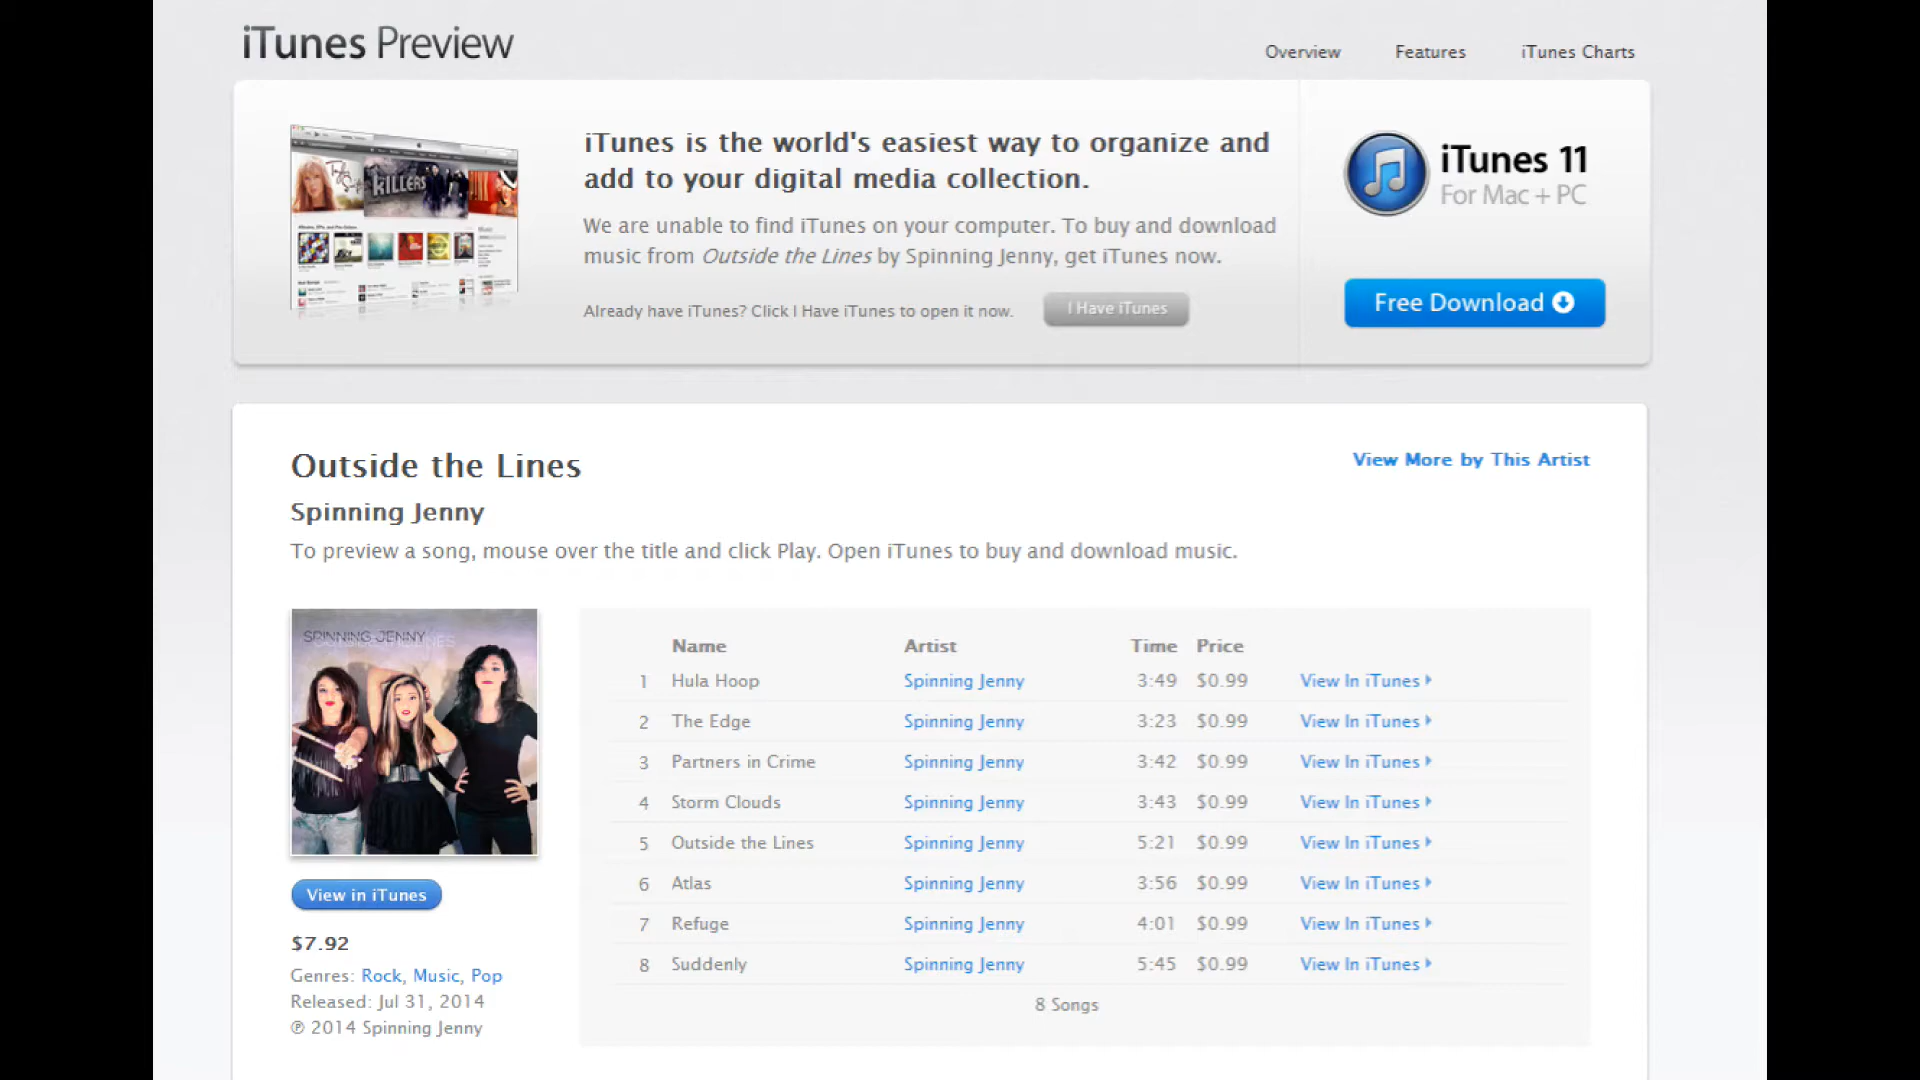 iTunes Preview
Overview Features iTunes Charts
iTunes is the world's easiest way to organize and
add to your digital media collection.
We are unable to find iTunes on your computer. To buy and download
music from Outside the Lines by Spinning Jenny, get iTunes now.
Already have iTunes? Click I Have iTunes to open it now.
I Have iTunes
iTunes 11
For Mac + PC
Free Download
KILLERS
Outside the Lines
View More by This Artist
Spinning Jenny
To preview a song, mouse over the title and click Play. Open iTunes to buy and download music.
SPINNING JENNY
OUTSIDE THE LINES
View in iTunes
$7.92
Genres: Rock, Music, Pop
Released: Jul 31, 2014
℗ 2014 Spinning Jenny
Name Artist Time Price
1 Hula Hoop Spinning Jenny 3:49 $0.99 View In iTunes
2 The Edge Spinning Jenny 3:23 $0.99 View In iTunes
3 Partners in Crime Spinning Jenny 3:42 $0.99 View In iTunes
4 Storm Clouds Spinning Jenny 3:43 $0.99 View In iTunes
5 Outside the Lines Spinning Jenny 5:21 $0.99 View In iTunes
6 Atlas Spinning Jenny 3:56 $0.99 View In iTunes
7 Refuge Spinning Jenny 4:01 $0.99 View In iTunes
8 Suddenly Spinning Jenny 5:45 $0.99 View In iTunes
8 Songs